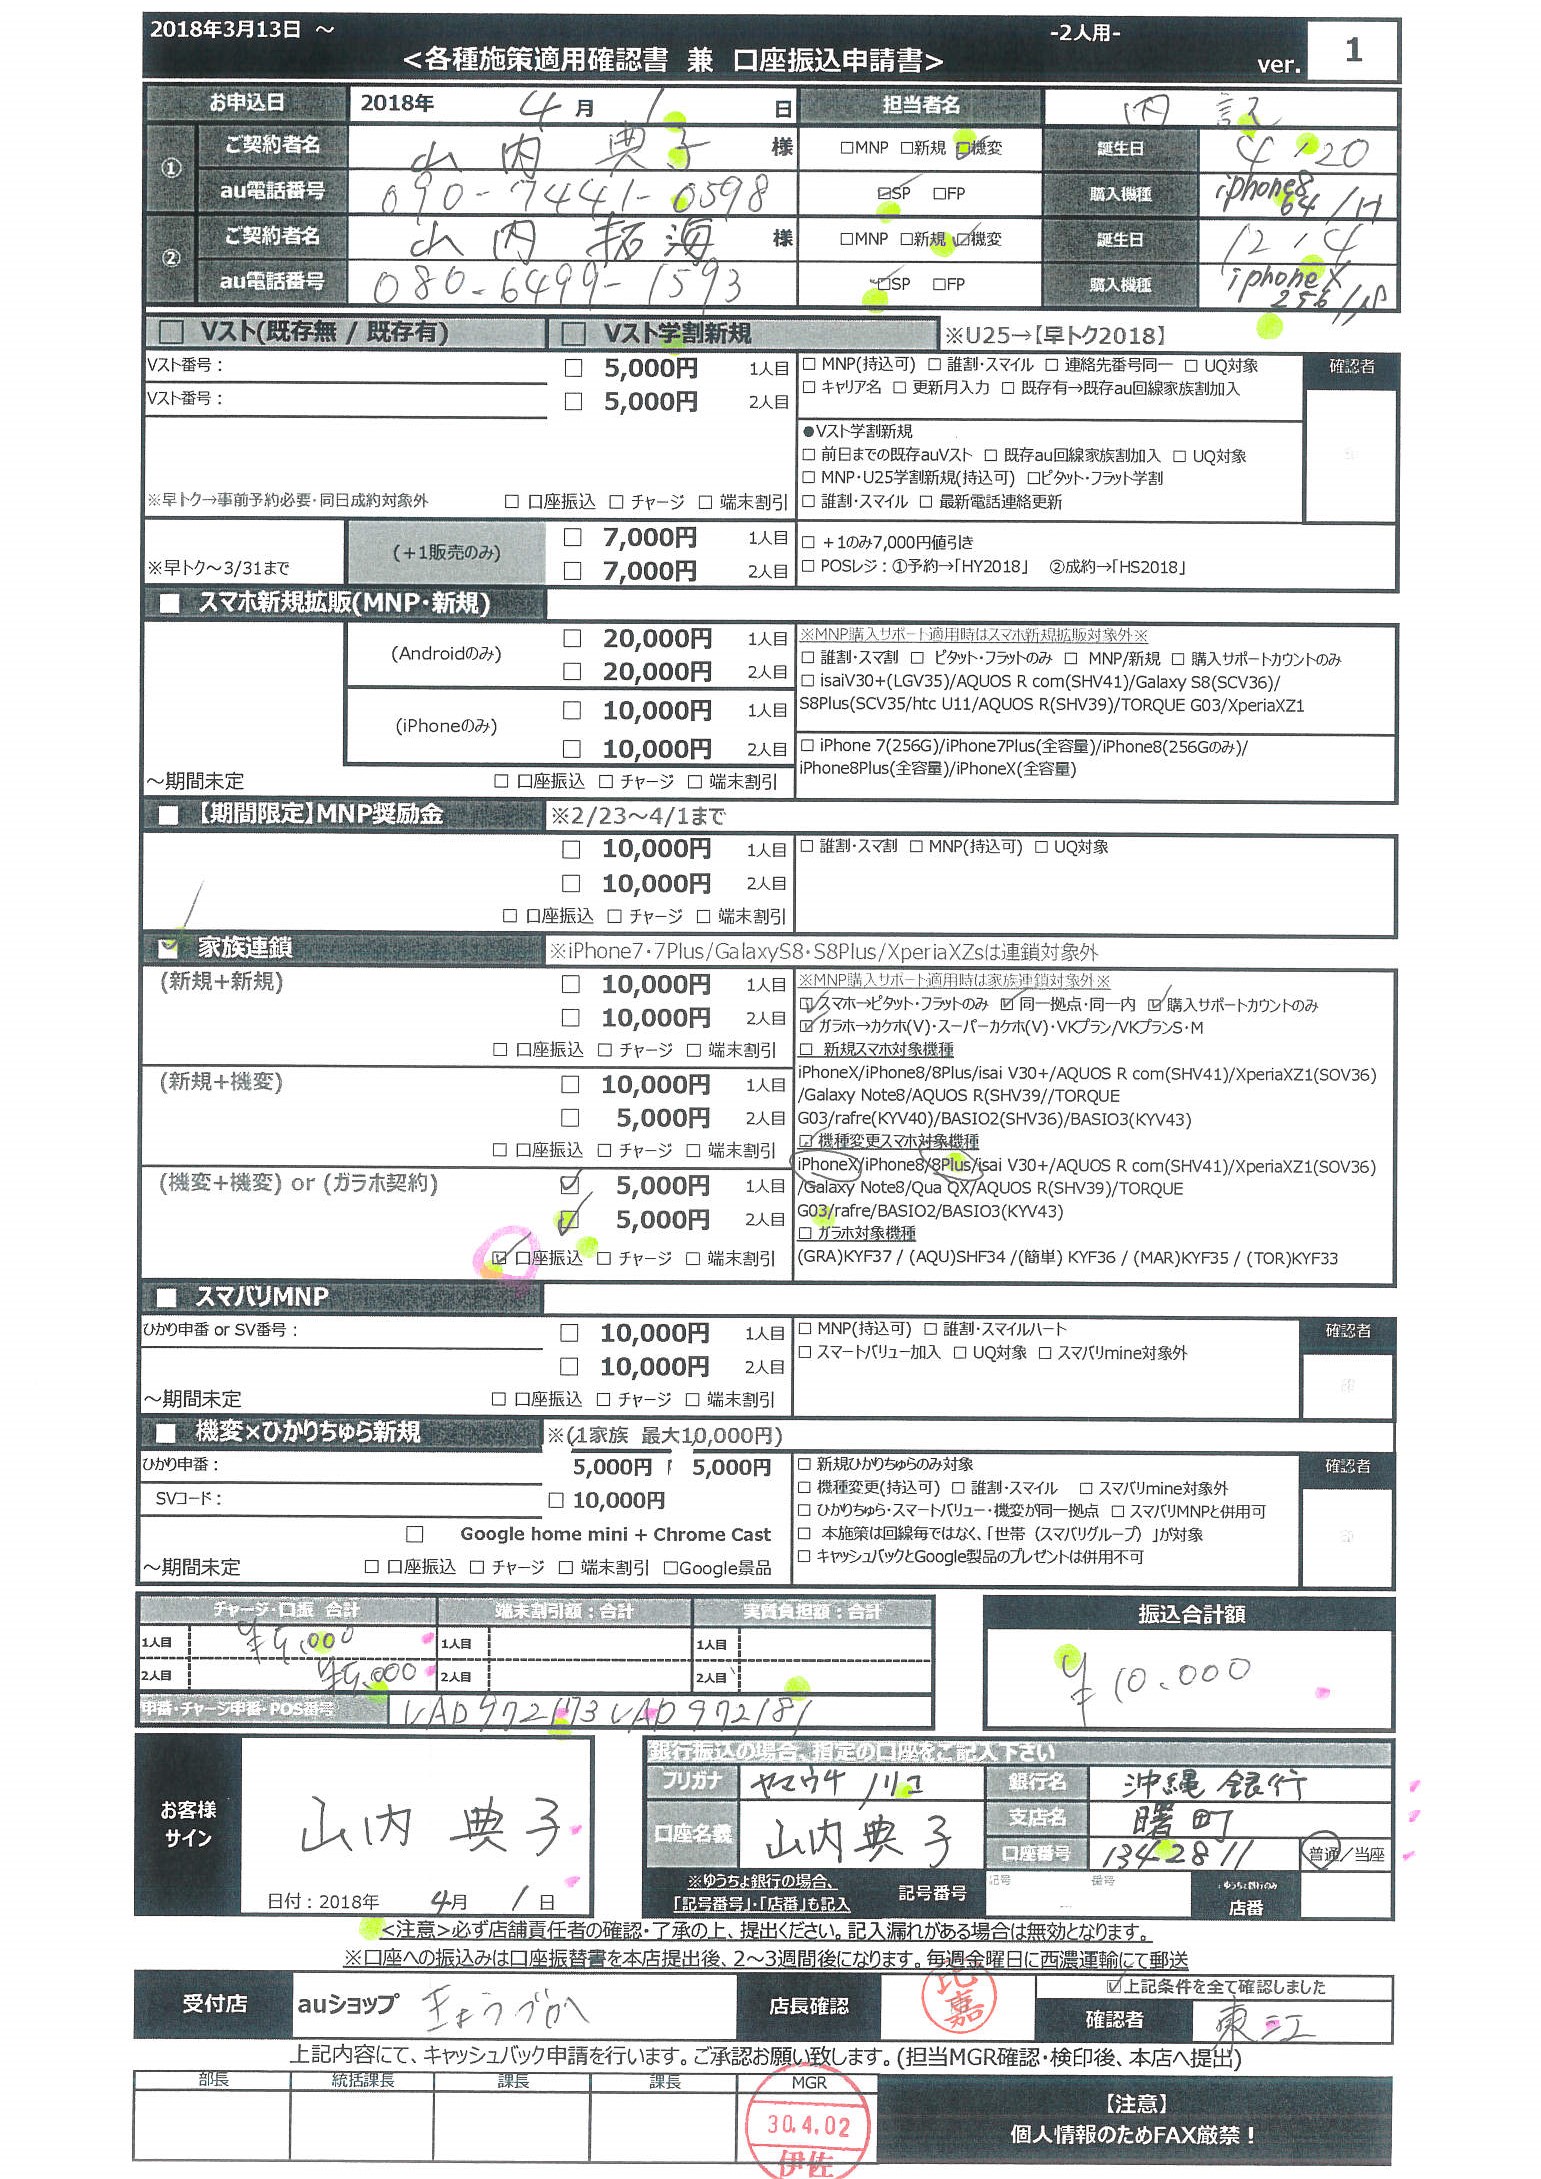 2018年3月13日 ～ -2人用-
<各種施策適用確認書 兼 口座振込申請書> ver. 1
お申込日 2018年 4月 1日 担当者名 内
① ご契約者名 山内 典子 様 □MNP □新規 ☑機変 誕生日 4.20
au電話番号 090-7441-0598 ☑SP □FP 購入機種 iphone8 64/
② ご契約者名 山内 拓海 様 □MNP □新規 ☑機変 誕生日 12.4
au電話番号 080-6499-1593 ☑SP □FP 購入機種 iphoneX 256/
□ Vスト(既存無 / 既存有) □ Vスト学割新規 ※U25→【早トク2018】
Vスト番号： □ 5,000円 1人目
Vスト番号： □ 5,000円 2人目
□ MNP(持込可) □ 誰割･スマイル □ 連絡先番号同一 □ UQ対象
□ キャリア名 □ 更新月入力 □ 既存有→既存au回線家族割加入
確認者
●Vスト学割新規
□ 前日までの既存auVスト □ 既存au回線家族割加入 □ UQ対象
□ MNP･U25学割新規(持込可) □ピタット･フラット学割
□ 誰割･スマイル □ 最新電話連絡更新
※早トク→事前予約必要･同日成約対象外 □ 口座振込 □ チャージ □ 端末割引
※早トク～3/31まで (＋1販売のみ) □ 7,000円 1人目
□ 7,000円 2人目
□ ＋1のみ7,000円値引き
□ POSレジ：①予約→｢HY2018｣ ②成約→｢HS2018｣
■ スマホ新規拡販(MNP･新規)
(Androidのみ) □ 20,000円 1人目
□ 20,000円 2人目
(iPhoneのみ) □ 10,000円 1人目
□ 10,000円 2人目
～期間未定 □ 口座振込 □ チャージ □ 端末割引
※MNP購入サポート適用時はスマホ新規拡販対象外※
□ 誰割･スマ割 □ ピタット･フラットのみ □ MNP/新規 □ 購入サポートカウントのみ
□ isaiV30+(LGV35)/AQUOS R com(SHV41)/Galaxy S8(SCV36)/
S8Plus(SCV35/htc U11/AQUOS R(SHV39)/TORQUE G03/XperiaXZ1
□ iPhone 7(256G)/iPhone7Plus(全容量)/iPhone8(256Gのみ)/
iPhone8Plus(全容量)/iPhoneX(全容量)
■ 【期間限定】MNP奨励金 ※2/23～4/1まで
□ 10,000円 1人目
□ 10,000円 2人目
□ 口座振込 □ チャージ □ 端末割引
□ 誰割･スマ割 □ MNP(持込可) □ UQ対象
☑ 家族連鎖 ※iPhone7･7Plus/GalaxyS8･S8Plus/XperiaXZsは連鎖対象外
(新規+新規) □ 10,000円 1人目
□ 10,000円 2人目
□ 口座振込 □ チャージ □ 端末割引
(新規+機変) □ 10,000円 1人目
□ 5,000円 2人目
□ 口座振込 □ チャージ □ 端末割引
(機変+機変) or (ガラホ契約) ☑ 5,000円 1人目
☑ 5,000円 2人目
☑ 口座振込 □ チャージ □ 端末割引
※MNP購入サポート適用時は家族連鎖対象外※
☑ スマホ→ピタット･フラットのみ ☑ 同一拠点･同一内 ☑ 購入サポートカウントのみ
☑ ガラホ→カケホ(V)･スーパーカケホ(V)･VKプラン/VKプランS･M
□ 新規スマホ対象機種
iPhoneX/iPhone8/8Plus/isai V30+/AQUOS R com(SHV41)/XperiaXZ1(SOV36)
/Galaxy Note8/AQUOS R(SHV39//TORQUE
G03/rafre(KYV40)/BASIO2(SHV36)/BASIO3(KYV43)
☑ 機種変更スマホ対象機種
iPhoneX/iPhone8/8Plus/isai V30+/AQUOS R com(SHV41)/XperiaXZ1(SOV36)
/Galaxy Note8/Qua QX/AQUOS R(SHV39)/TORQUE
G03/rafre/BASIO2/BASIO3(KYV43)
□ ガラホ対象機種
(GRA)KYF37 / (AQU)SHF34 /(簡単) KYF36 / (MAR)KYF35 / (TOR)KYF33
■ スマバリMNP
ひかり申番 or SV番号： □ 10,000円 1人目
□ 10,000円 2人目
～期間未定 □ 口座振込 □ チャージ □ 端末割引
□ MNP(持込可) □ 誰割･スマイルハート
□ スマートバリュー加入 □ UQ対象 □ スマバリmine対象外
確認者
■ 機変×ひかりちゅら新規 ※(1家族 最大10,000円)
ひかり申番： 5,000円 5,000円
SVコード： □ 10,000円
□ Google home mini + Chrome Cast
～期間未定 □ 口座振込 □ チャージ □ 端末割引 □Google景品
□ 新規ひかりちゅらのみ対象
□ 機種変更(持込可) □ 誰割･スマイル □ スマバリmine対象外
□ ひかりちゅら･スマートバリュー･機変が同一拠点 □ スマバリMNPと併用可
□ 本施策は回線毎ではなく､｢世帯（スマバリグループ）｣が対象
□ キャッシュバックとGoogle製品のプレゼントは併用不可
確認者
チャージ･口振 合計 端末割引額：合計 実質負担額：合計 振込合計額
1人目 ¥5.000 1人目 1人目
2人目 ¥5.000 2人目 2人目
¥10.000
申番･チャージ申番･POS番号 VAD972173 VAD972181
お客様サイン 山内 典子
日付：2018年 4月 1日
銀行振込の場合､指定の口座をご記入下さい
フリガナ ヤマウチ ノリコ 銀行名 沖縄銀行
口座名義 山内典子 支店名 曙町
口座番号 1342811 普通／当座
※ゆうちょ銀行の場合､
｢記号番号｣･｢店番｣も記入 記号番号 記号 番号 ゆうちょ銀行のみ 店番
<注意>必ず店舗責任者の確認･了承の上､提出ください｡記入漏れがある場合は無効となります｡
※口座への振込みは口座振替書を本店提出後､2～3週間後になります｡毎週金曜日に西濃運輸にて郵送
受付店 auショップ 店長確認 比嘉 ☑上記条件を全て確認しました
確認者 東江
上記内容にて､キャッシュバック申請を行います｡ご承認お願い致します｡(担当MGR確認･検印後､本店へ提出)
部長 統括課長 課長 課長 MGR
30.4.02
伊佐
【注意】
個人情報のためFAX厳禁！